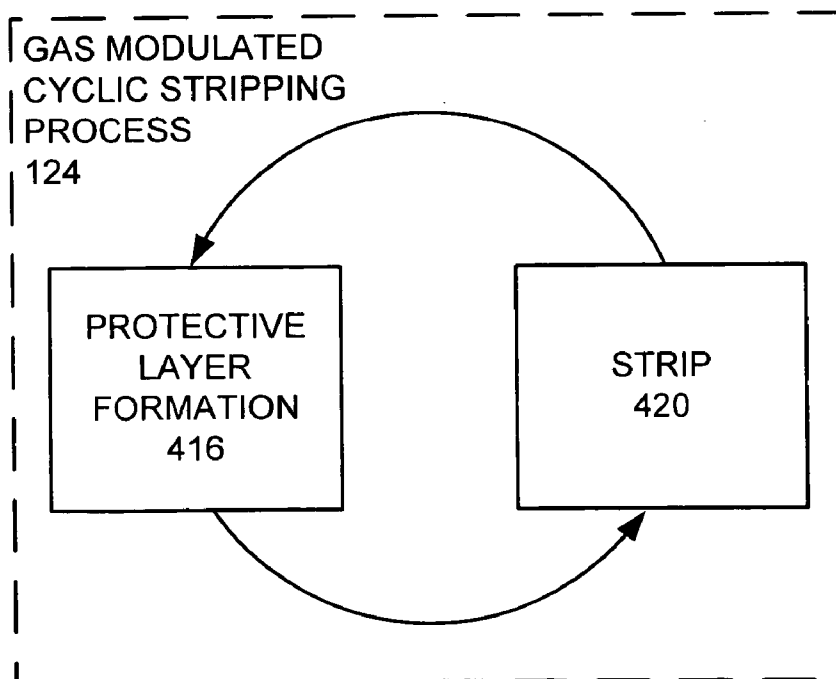 GAS MODULATED
CYCLIC STRIPPING
PROCESS
124
PROTECTIVE
LAYER
FORMATION
416
STRIP
420